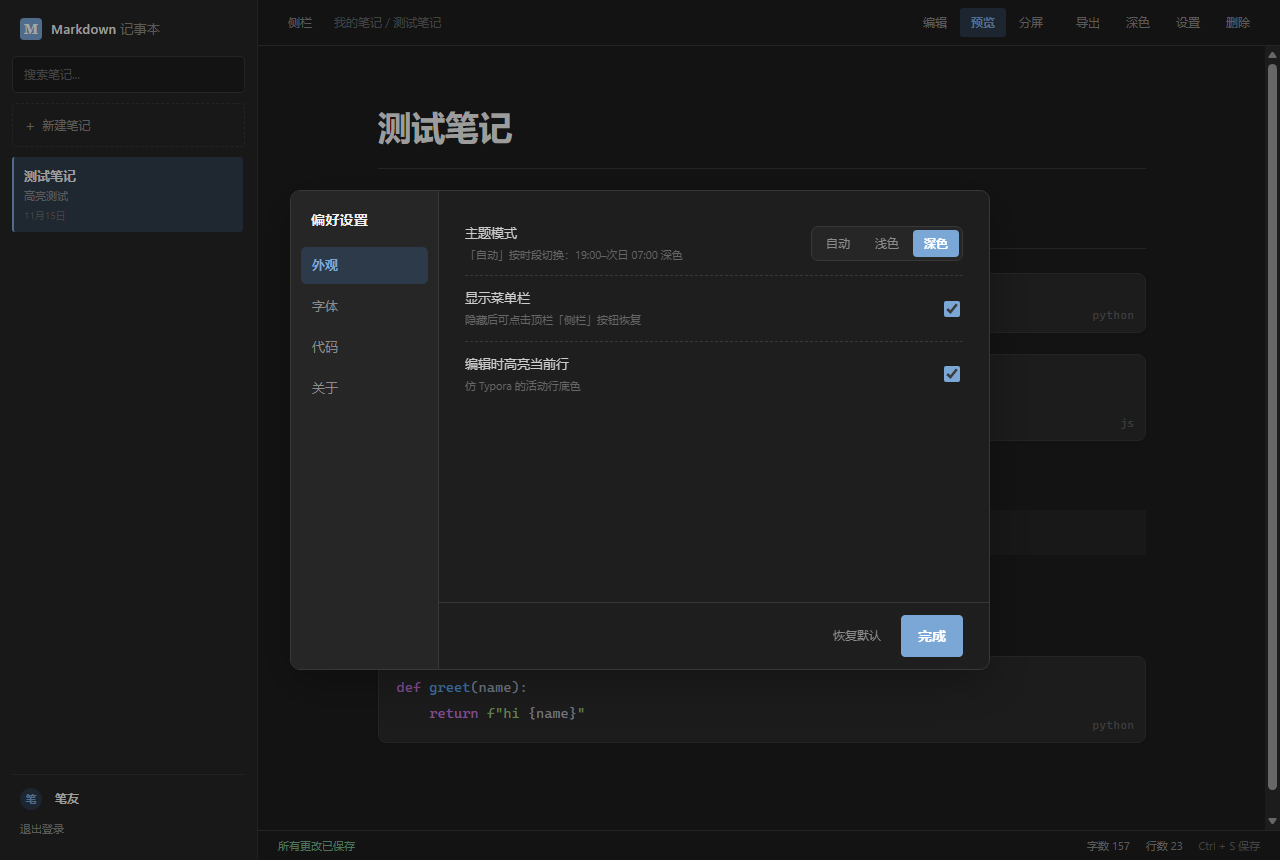 M Markdown 记事本
搜索笔记...
+ 新建笔记
测试笔记
高亮测试
11月15日
笔 笔友
退出登录
侧栏 我的笔记 / 测试笔记 编辑 预览 分屏 导出 深色 设置 删除
测试笔记
python
js
偏好设置
外观
字体
代码
关于
主题模式
「自动」按时段切换：19:00–次日 07:00 深色
自动 浅色 深色
显示菜单栏
隐藏后可点击顶栏「侧栏」按钮恢复
编辑时高亮当前行
仿 Typora 的活动行底色
恢复默认 完成
def greet(name):
return f"hi {name}"
python
所有更改已保存 字数 157 行数 23 Ctrl + S 保存